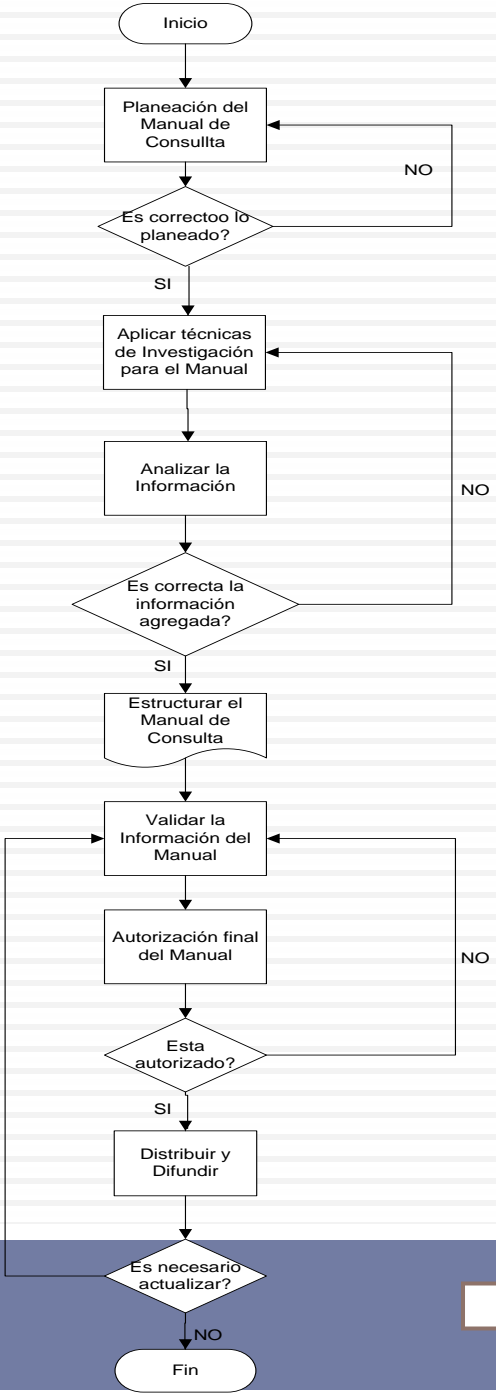 Inicio
Planeación del
Manual de
Consullta
NO
Es correctoo lo
planeado?
SI
Aplicar técnicas
de Investigación
para el Manual
Analizar la
Información
NO
Es correcta la
información
agregada?
SI
Estructurar el
Manual de
Consulta
Validar la
Información del
Manual
Autorización final
del Manual
NO
Esta
autorizado?
SI
Distribuir y
Difundir
Es necesario
actualizar?
NO
Fin